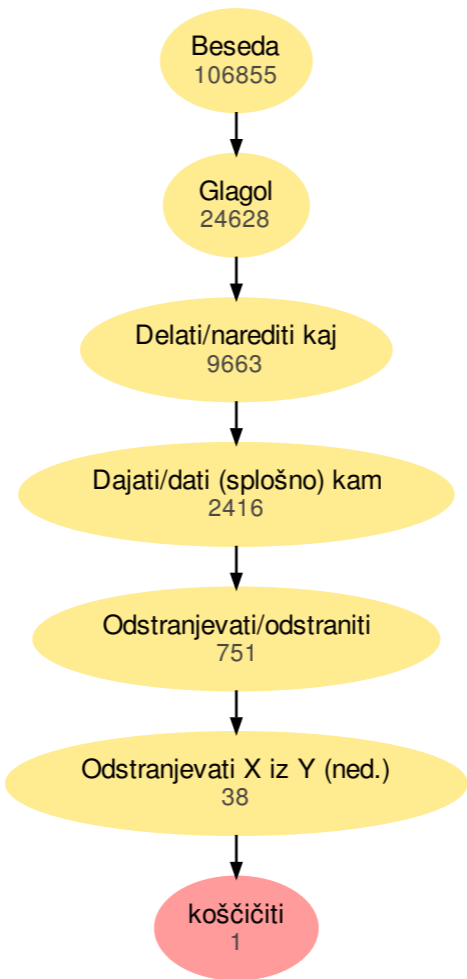 Beseda
106855
Glagol
24628
Delati/narediti kaj
9663
Dajati/dati (splošno) kam
2416
Odstranjevati/odstraniti
751
Odstranjevati X iz Y (ned.)
38
koščičiti
1